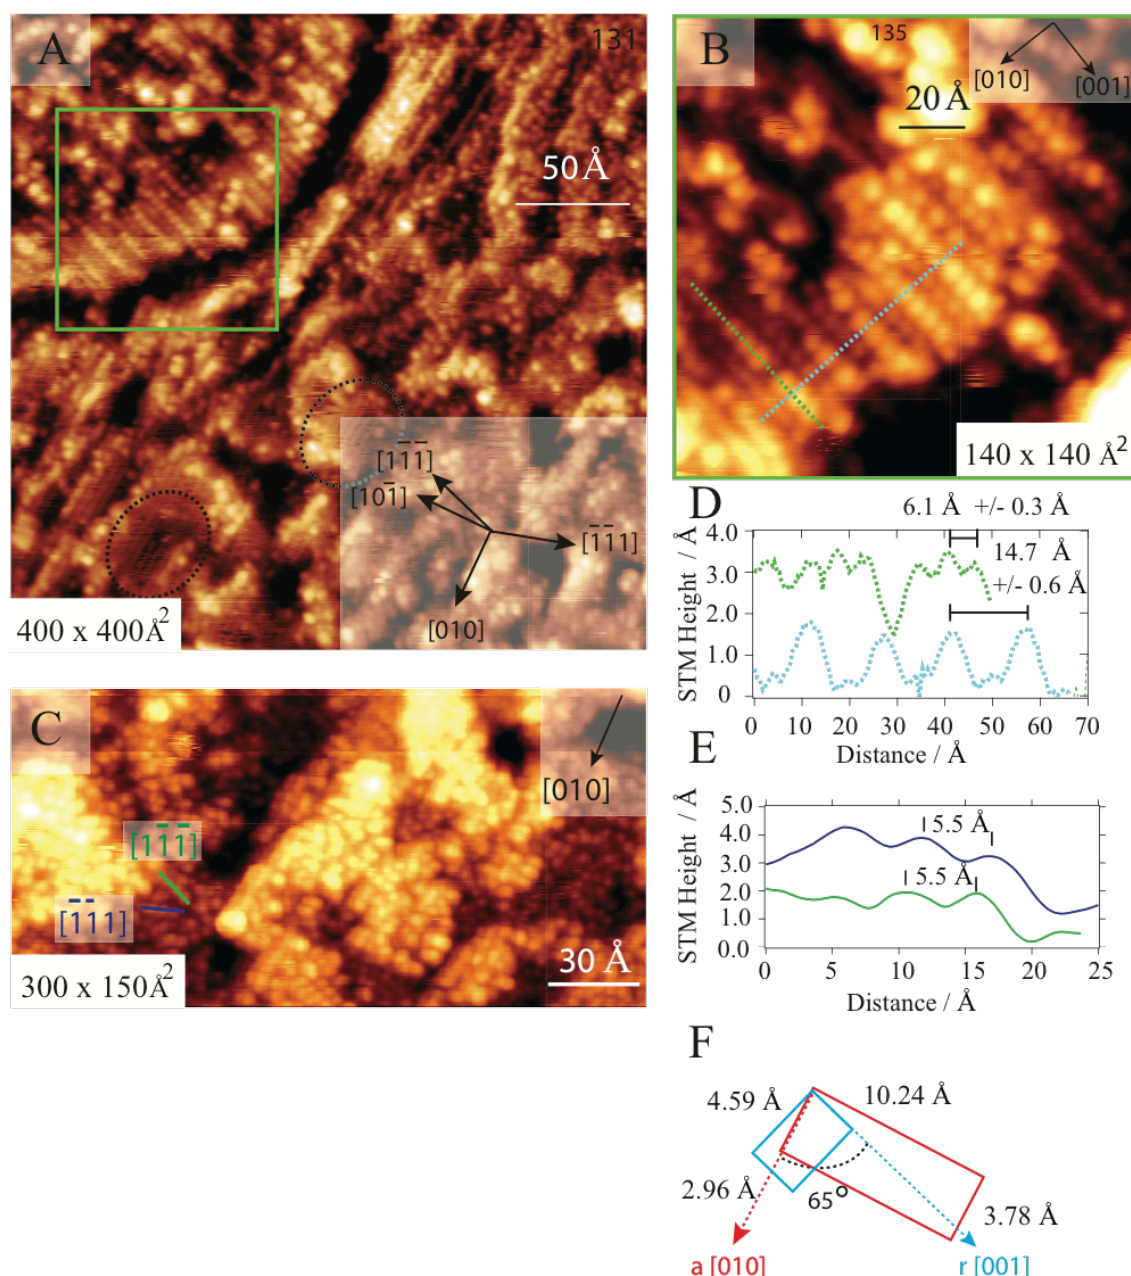 A
131
50 Å
[11̅1̅]
[101̅]
[1̅1̅1]
[010]
400 x 400Å²
B
135
20 Å
[010]
[001]
140 x 140 Å²
C
[010]
[11̅1̅]
[1̅1̅1]
300 x 150Å²
30 Å
D
6.1 Å +/- 0.3 Å
14.7 Å
+/- 0.6 Å
STM Height / Å
4.0
3.0
2.0
1.0
0
0 10 20 30 40 50 60 70
Distance / Å
E
STM Height / Å
5.0
4.0
3.0
2.0
1.0
0.0
5.5 Å
5.5 Å
0 5 10 15 20 25
Distance / Å
F
4.59 Å
10.24 Å
2.96 Å
65°
3.78 Å
a [010]
r [001]